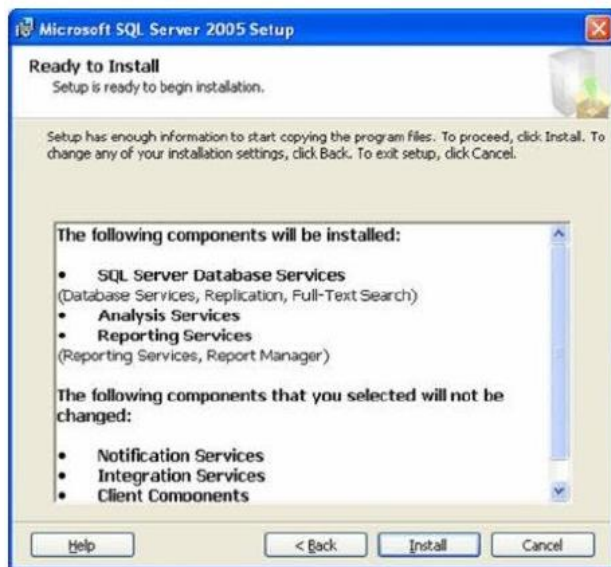 Microsoft SQL Server 2005 Setup
Ready to Install
Setup is ready to begin installation.
Setup has enough information to start copying the program files. To proceed, click Install. To
change any of your installation settings, click Back. To exit setup, click Cancel.
The following components will be installed:
• SQL Server Database Services
(Database Services, Replication, Full-Text Search)
• Analysis Services
• Reporting Services
(Reporting Services, Report Manager)
The following components that you selected will not be
changed:
• Notification Services
• Integration Services
• Client Components
Help
< Back
Install
Cancel